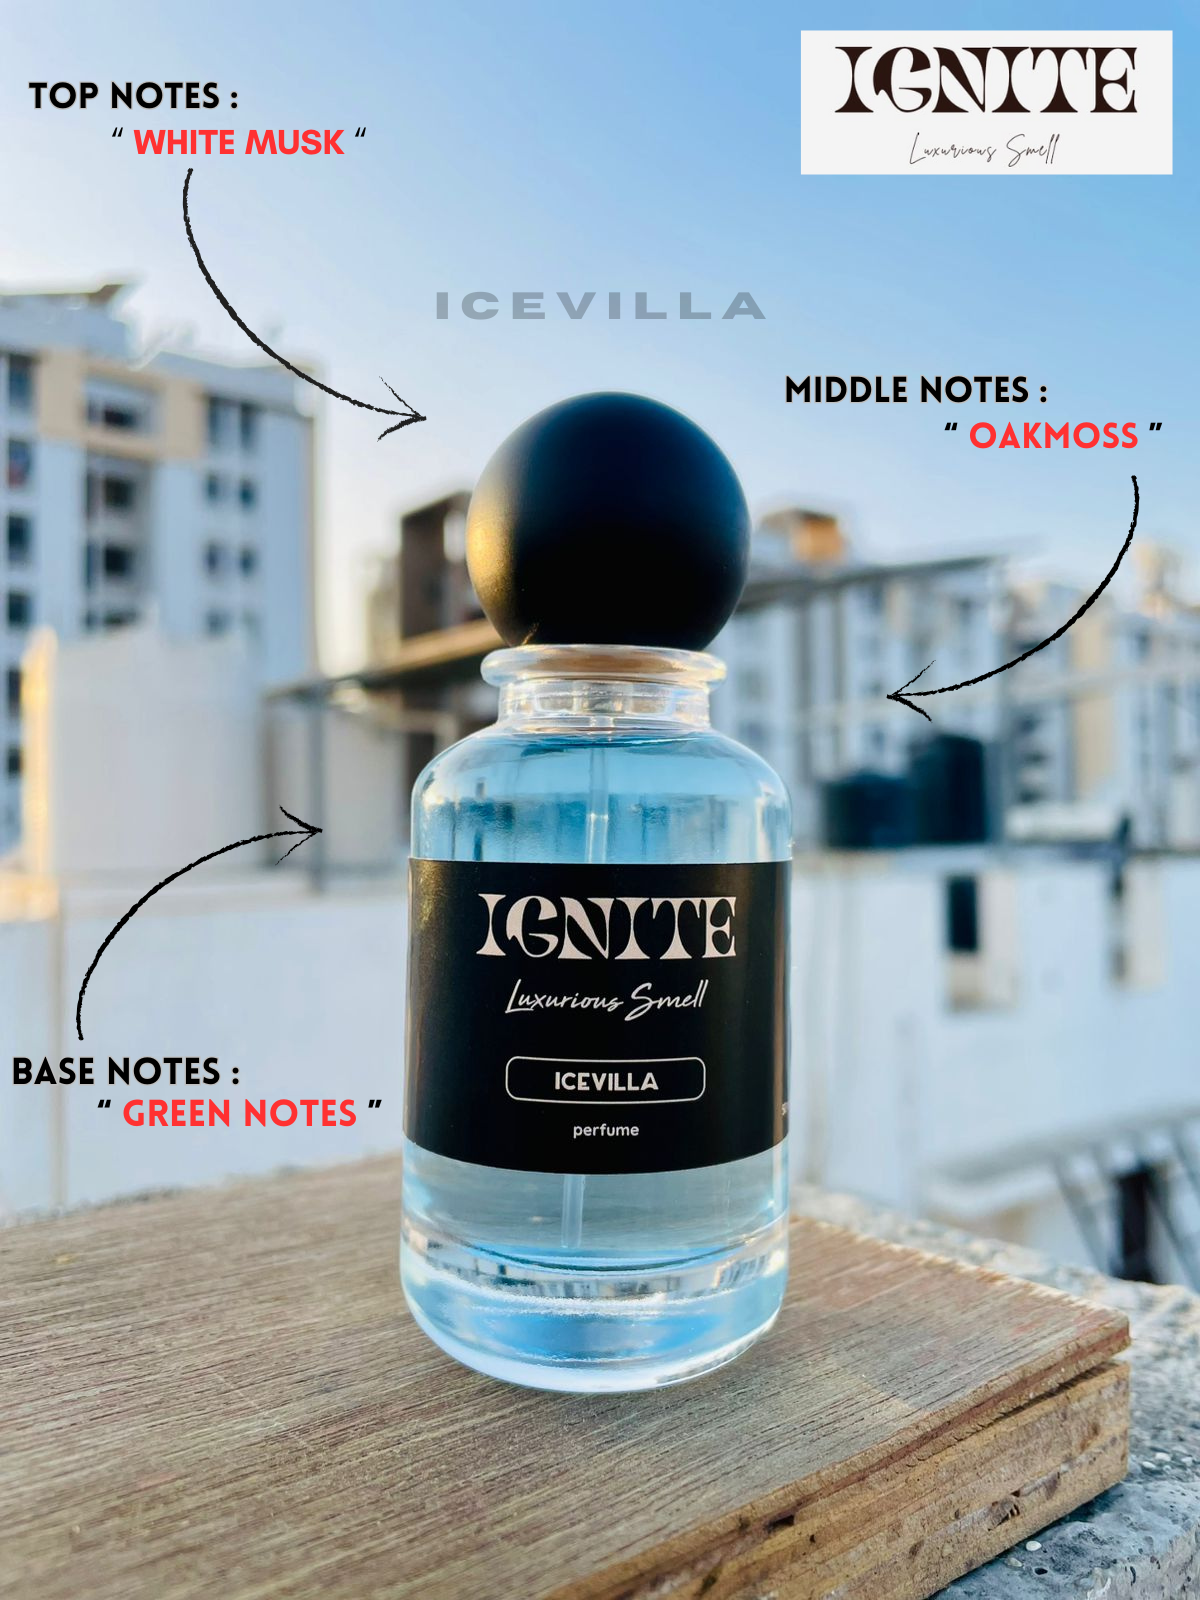 IGNITE
Luxurious Smell
TOP NOTES :
“ WHITE MUSK “
ICEVILLA
MIDDLE NOTES :
“ OAKMOSS ”
BASE NOTES :
“ GREEN NOTES ”
IGNITE
Luxurious Smell
ICEVILLA
perfume